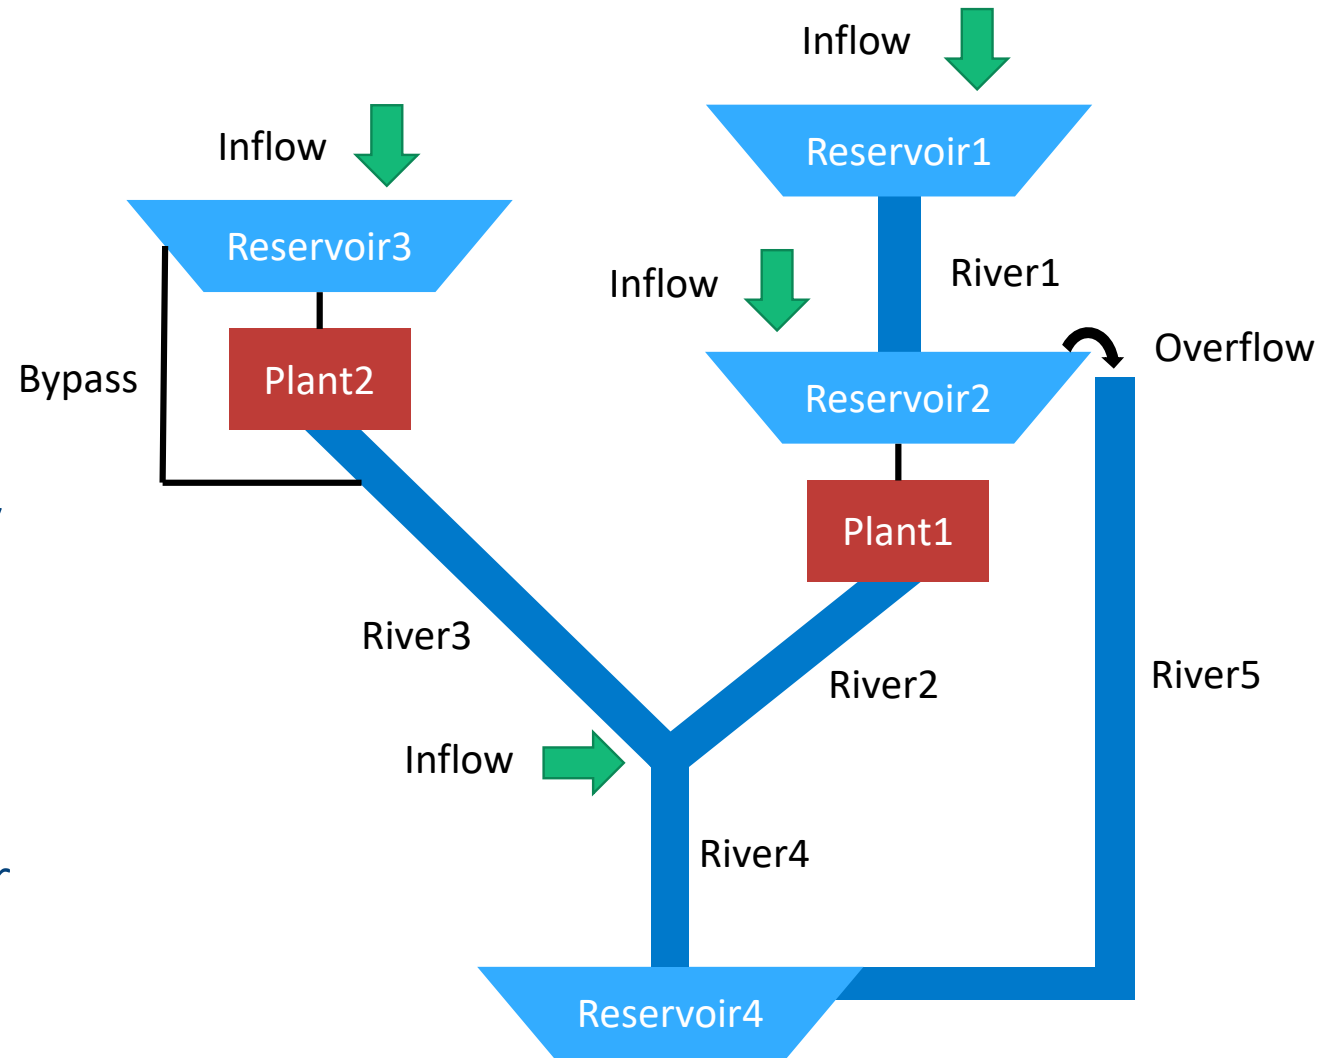 Inflow
Reservoir1
Inflow
Reservoir3
River1
Inflow
Overflow
Bypass
Plant2
Reservoir2
Plant1
River3
River2
River5
Inflow
River4
Reservoir4